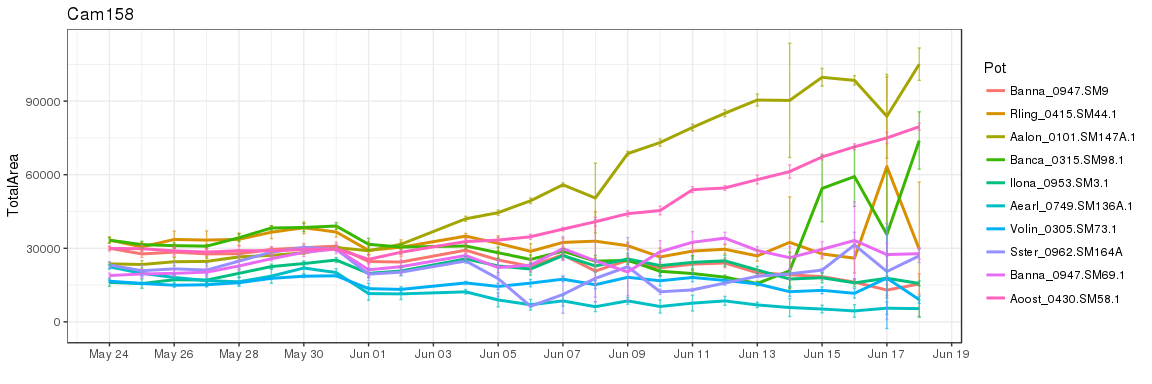 Cam158
TotalArea
90000
60000
30000
0
May 24
May 26
May 28
May 30
Jun 01
Jun 03
Jun 05
Jun 07
Jun 09
Jun 11
Jun 13
Jun 15
Jun 17
Jun 19
Pot
Banna_0947.SM9
Rling_0415.SM44.1
Aalon_0101.SM147A.1
Banca_0315.SM98.1
Ilona_0953.SM3.1
Aearl_0749.SM136A.1
Volin_0305.SM73.1
Sster_0962.SM164A
Banna_0947.SM69.1
Aoost_0430.SM58.1